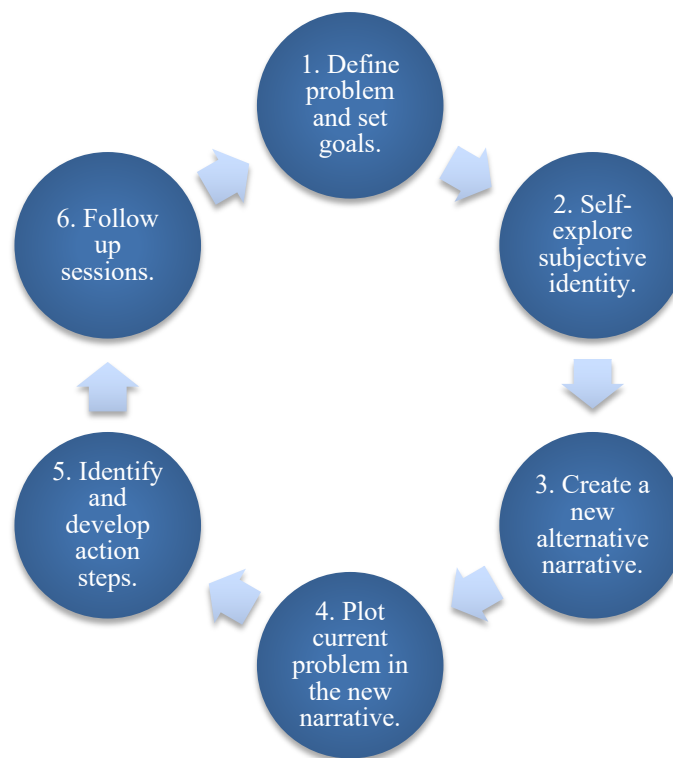 1. Define
problem
and set
goals.
2. Self-
explore
subjective
identity.
3. Create a
new
alternative
narrative.
4. Plot
current
problem in
the new
narrative.
5. Identify
and
develop
action
steps.
6. Follow
up
sessions.